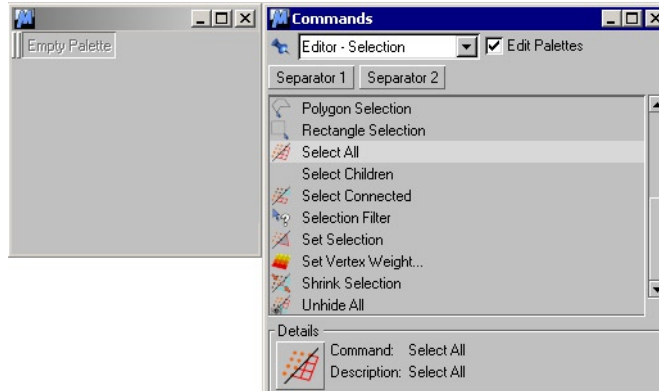 Commands
Empty Palette
Editor - Selection
Edit Palettes
Separator 1
Separator 2
Polygon Selection
Rectangle Selection
Select All
Select Children
Select Connected
Selection Filter
Set Selection
Set Vertex Weight...
Shrink Selection
Unhide All
Details
Command: Select All
Description: Select All